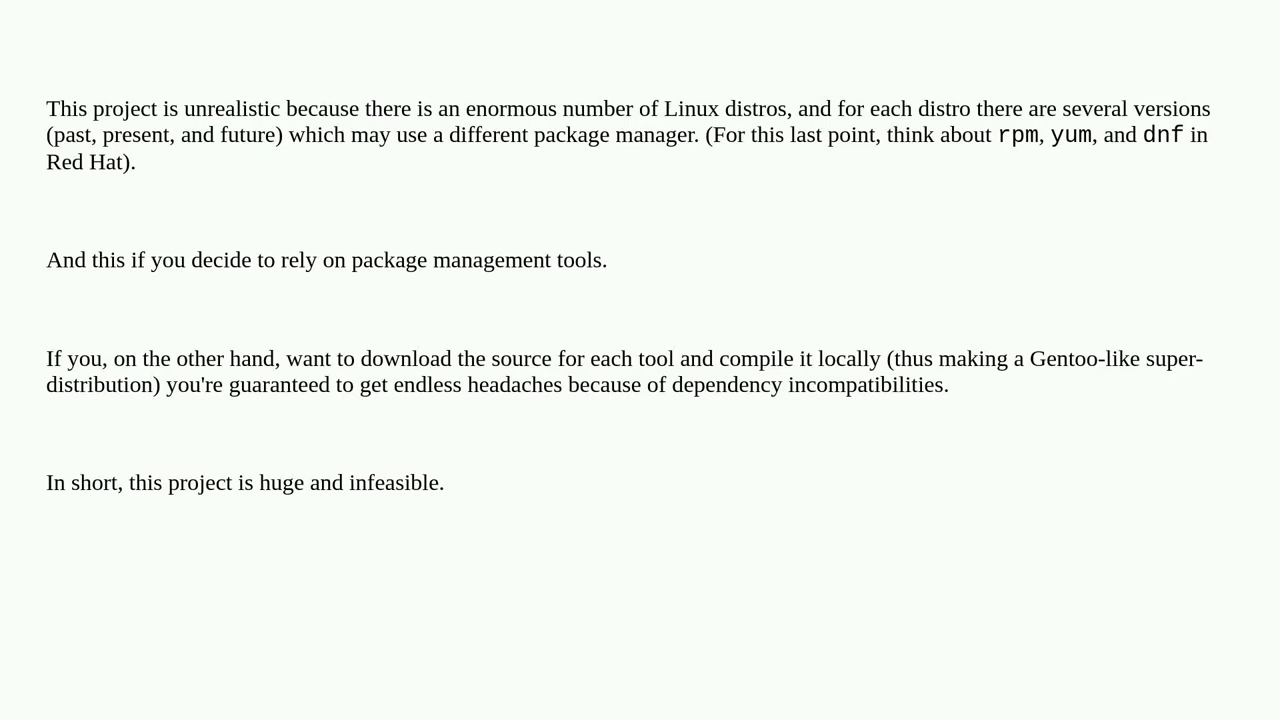 This project is unrealistic because there is an enormous number of Linux distros, and for each distro there are several versions
(past, present, and future) which may use a different package manager. (For this last point, think about rpm, yum, and dnf in
Red Hat).
And this if you decide to rely on package management tools.
If you, on the other hand, want to download the source for each tool and compile it locally (thus making a Gentoo-like super-
distribution) you're guaranteed to get endless headaches because of dependency incompatibilities.
In short, this project is huge and infeasible.